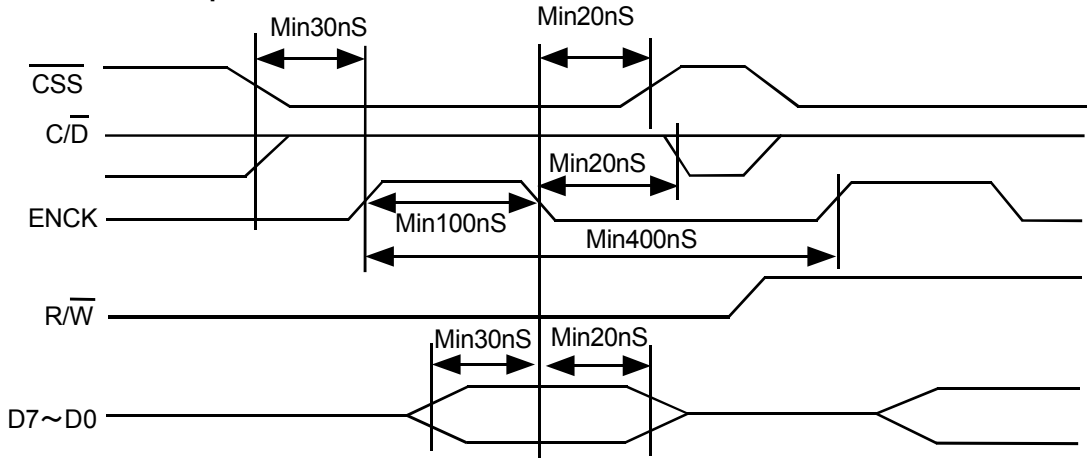 Min30nS
Min20nS
CSS
C/D
Min20nS
ENCK
Min100nS
Min400nS
R/W
Min30nS
Min20nS
D7～D0